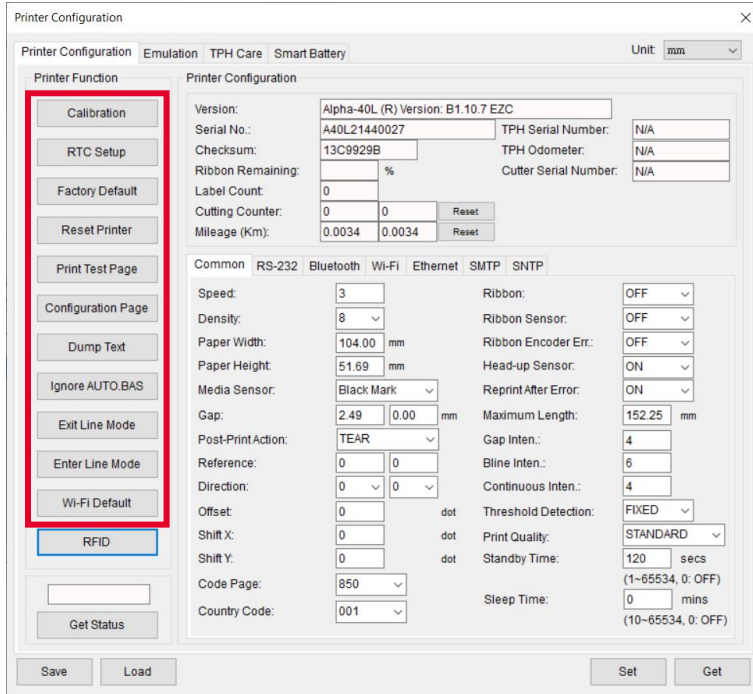 Printer Configuration
Printer Configuration Emulation TPH Care Smart Battery Unit: mm
Printer Function
Calibration
RTC Setup
Factory Default
Reset Printer
Print Test Page
Configuration Page
Dump Text
Ignore AUTO.BAS
Exit Line Mode
Enter Line Mode
Wi-Fi Default
RFID
Get Status
Printer Configuration
Version: Alpha-40L (R) Version: B1.10.7 EZC
Serial No.: A40L21440027 TPH Serial Number: N/A
Checksum: 13C9929B TPH Odometer: N/A
Ribbon Remaining: % Cutter Serial Number: N/A
Label Count: 0
Cutting Counter: 0 0 Reset
Mileage (Km): 0.0034 0.0034 Reset
Common RS-232 Bluetooth Wi-Fi Ethernet SMTP SNTP
Speed: 3 Ribbon: OFF
Density: 8 Ribbon Sensor: OFF
Paper Width: 104.00 mm Ribbon Encoder Err.: OFF
Paper Height: 51.69 mm Head-up Sensor: ON
Media Sensor: Black Mark Reprint After Error: ON
Gap: 2.49 0.00 mm Maximum Length: 152.25 mm
Post-Print Action: TEAR Gap Inten.: 4
Reference: 0 0 Bline Inten.: 6
Direction: 0 0 Continuous Inten.: 4
Offset: 0 dot Threshold Detection: FIXED
Shift X: 0 dot Print Quality: STANDARD
Shift Y: 0 dot Standby Time: 120 secs
(1~65534, 0: OFF)
Code Page: 850
Sleep Time: 0 mins
Country Code: 001
(10~65534, 0: OFF)
Save Load Set Get